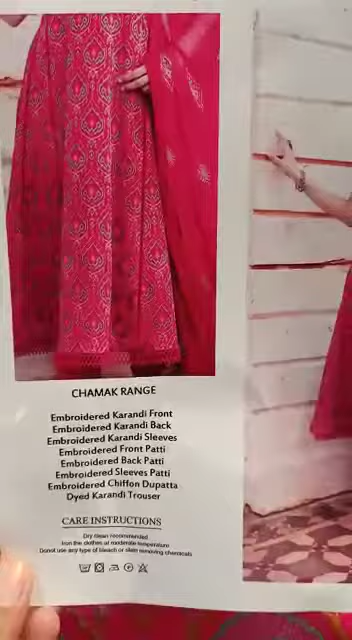 CHAMAK RANGE
Embroidered Karandi Front
Embroidered Karandi Back
Embroidered Karandi Sleeves
Embroidered Front Patti
Embroidered Back Patti
Embroidered Sleeves Patti
Embroidered Chiffon Dupatta
Dyed Karandi Trouser
CARE INSTRUCTIONS
Dry clean recommended
Iron the clothes at moderate temperature
Donot use any type of bleach or stain removing chemicals